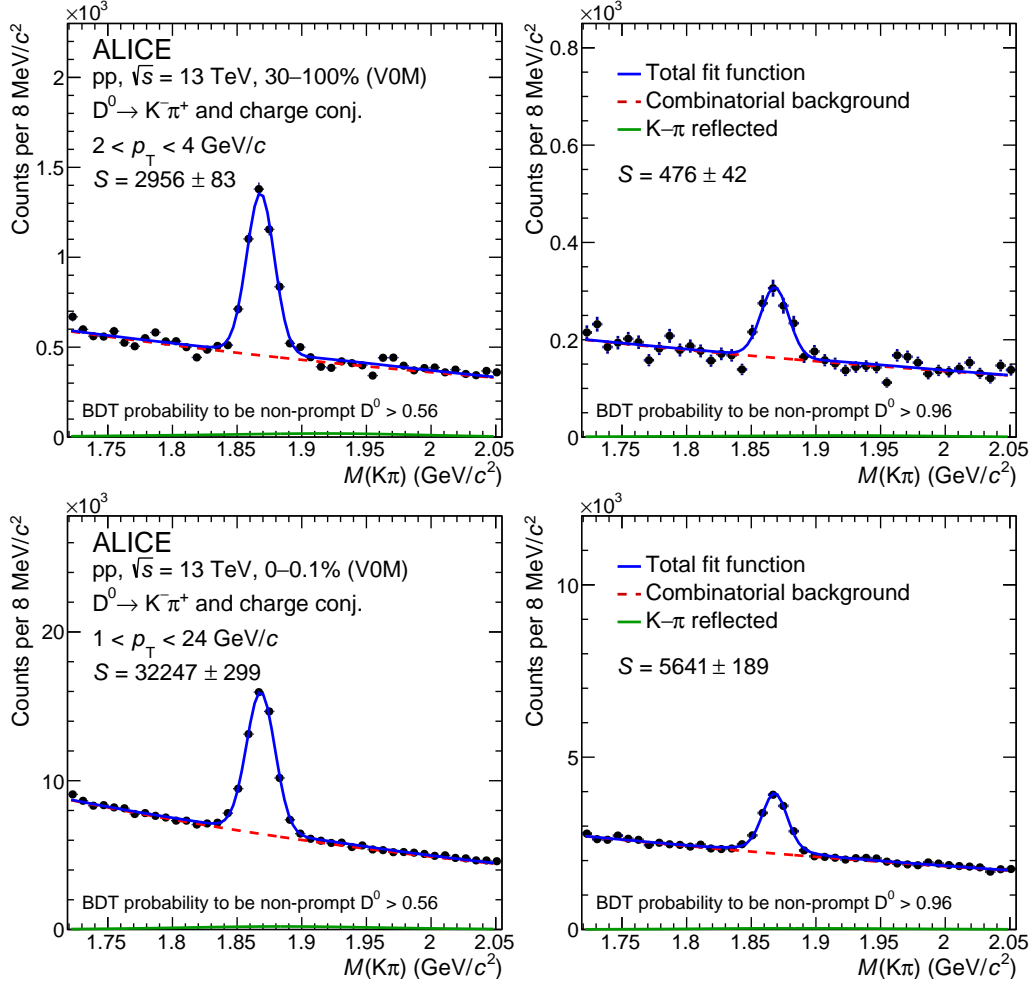 ×10³
Counts per 8 MeV/c²
ALICE
pp, √s = 13 TeV, 30–100% (V0M)
D⁰→ K⁻π⁺ and charge conj.
2 < p_T < 4 GeV/c
S = 2956 ± 83
BDT probability to be non-prompt D⁰ > 0.56
2
1.5
1
0.5
0
1.75 1.8 1.85 1.9 1.95 2 2.05
M(Kπ) (GeV/c²)
×10³
Counts per 8 MeV/c²
Total fit function
Combinatorial background
K−π reflected
S = 476 ± 42
BDT probability to be non-prompt D⁰ > 0.96
0.8
0.6
0.4
0.2
0
1.75 1.8 1.85 1.9 1.95 2 2.05
M(Kπ) (GeV/c²)
×10³
Counts per 8 MeV/c²
ALICE
pp, √s = 13 TeV, 0–0.1% (V0M)
D⁰→ K⁻π⁺ and charge conj.
1 < p_T < 24 GeV/c
S = 32247 ± 299
BDT probability to be non-prompt D⁰ > 0.56
20
10
0
1.75 1.8 1.85 1.9 1.95 2 2.05
M(Kπ) (GeV/c²)
×10³
Counts per 8 MeV/c²
Total fit function
Combinatorial background
K−π reflected
S = 5641 ± 189
BDT probability to be non-prompt D⁰ > 0.96
10
5
0
1.75 1.8 1.85 1.9 1.95 2 2.05
M(Kπ) (GeV/c²)